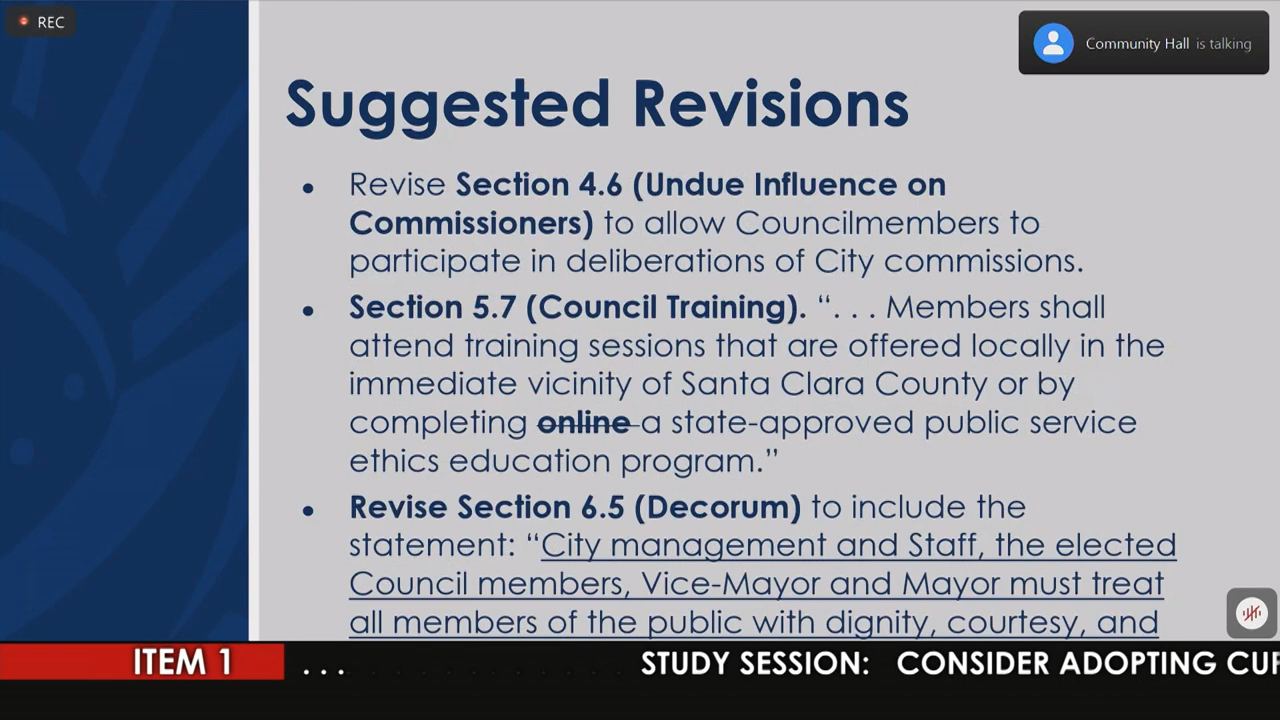 REC
Community Hall is talking
Suggested Revisions
• Revise Section 4.6 (Undue Influence on
Commissioners) to allow Councilmembers to
participate in deliberations of City commissions.
• Section 5.7 (Council Training). “. . . Members shall
attend training sessions that are offered locally in the
immediate vicinity of Santa Clara County or by
completing online a state-approved public service
ethics education program.”
• Revise Section 6.5 (Decorum) to include the
statement: “City management and Staff, the elected
Council members, Vice-Mayor and Mayor must treat
all members of the public with dignity, courtesy, and
ITEM 1 . . . STUDY SESSION: CONSIDER ADOPTING